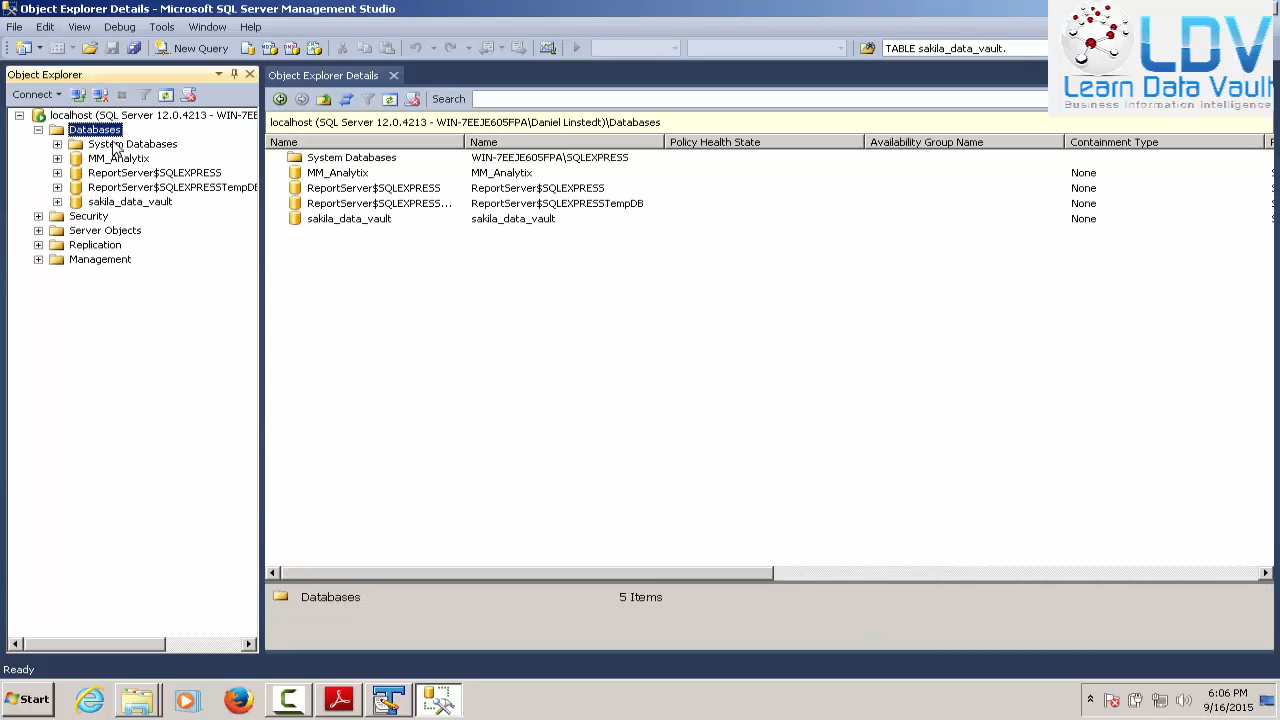 Object Explorer Details - Microsoft SQL Server Management Studio
File Edit View Debug Tools Window Help
New Query TABLE sakila_data_vault.
LDV
Learn Data Vault
Business Information Intelligence
Object Explorer
Object Explorer Details
Connect
Search
localhost (SQL Server 12.0.4213 - WIN-7EE
localhost (SQL Server 12.0.4213 - WIN-7EEJE605FPA\Daniel Linstedt)\Databases
Databases
System Databases
MM_Analytix
ReportServer$SQLEXPRESS
ReportServer$SQLEXPRESSTempDB
sakila_data_vault
Security
Server Objects
Replication
Management
Name Name Policy Health State Availability Group Name Containment Type
System Databases WIN-7EEJE605FPA\SQLEXPRESS
MM_Analytix MM_Analytix None
ReportServer$SQLEXPRESS ReportServer$SQLEXPRESS None
ReportServer$SQLEXPRESS... ReportServer$SQLEXPRESSTempDB None
sakila_data_vault sakila_data_vault None
Databases 5 Items
Ready
Start
6:06 PM
9/16/2015